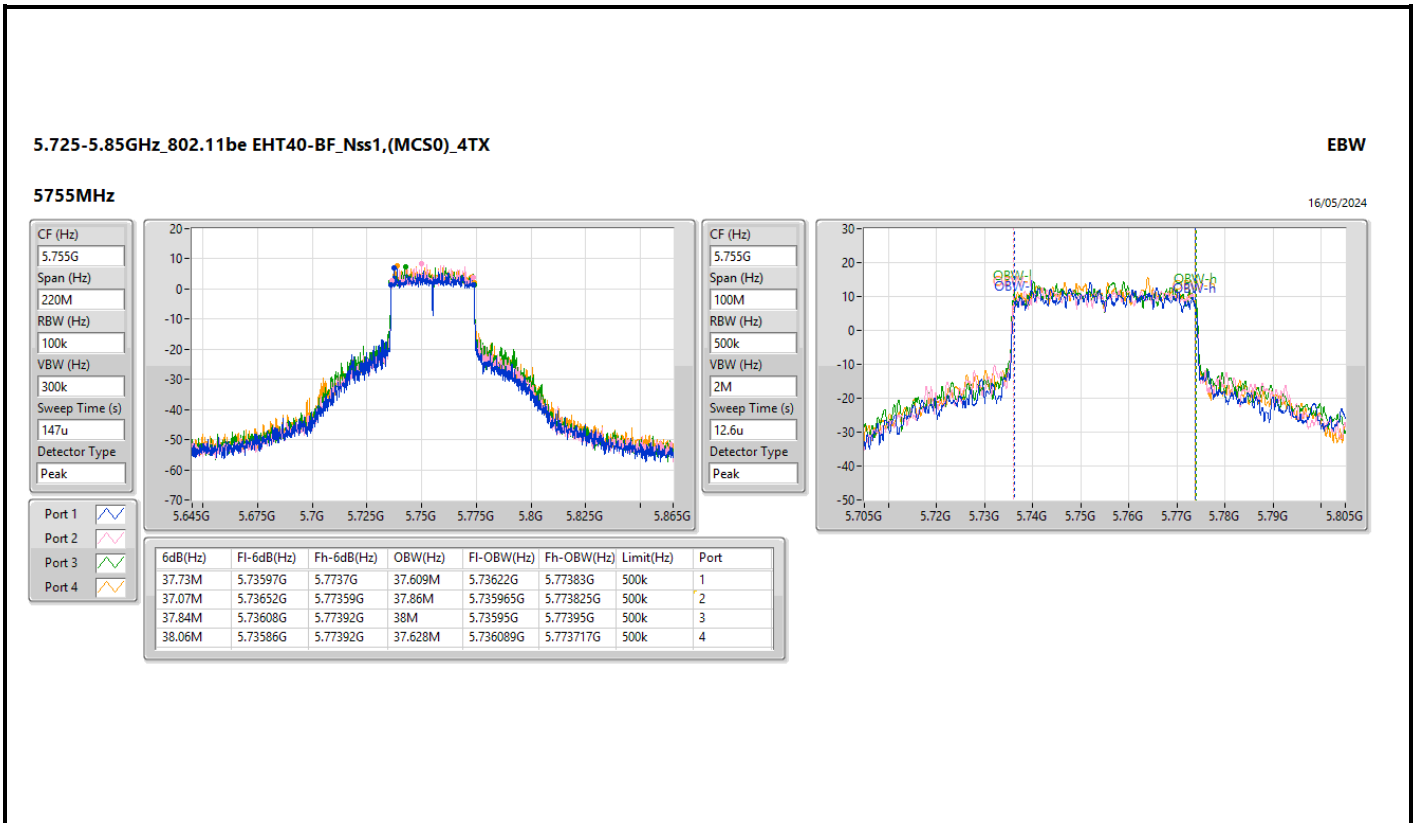 5.725-5.85GHz_802.11be EHT40-BF_Nss1,(MCS0)_4TX
EBW
5755MHz
16/05/2024
CF (Hz)
5.755G
Span (Hz)
220M
RBW (Hz)
100k
VBW (Hz)
300k
Sweep Time (s)
147u
Detector Type
Peak
20
10
0
-10
-20
-30
-40
-50
-60
-70
5.645G 5.675G 5.7G 5.725G 5.75G 5.775G 5.8G 5.825G 5.865G
CF (Hz)
5.755G
Span (Hz)
100M
RBW (Hz)
500k
VBW (Hz)
2M
Sweep Time (s)
12.6u
Detector Type
Peak
30
20
10
0
-10
-20
-30
-40
-50
OBW-l OBW-h
OBW-l OBW-h
5.705G 5.72G 5.73G 5.74G 5.75G 5.76G 5.77G 5.78G 5.79G 5.805G
Port 1
Port 2
Port 3
Port 4
6dB(Hz) Fl-6dB(Hz) Fh-6dB(Hz) OBW(Hz) Fl-OBW(Hz) Fh-OBW(Hz) Limit(Hz) Port
37.73M 5.73597G 5.7737G 37.609M 5.73622G 5.77383G 500k 1
37.07M 5.73652G 5.77359G 37.86M 5.735965G 5.773825G 500k 2
37.84M 5.73608G 5.77392G 38M 5.73595G 5.77395G 500k 3
38.06M 5.73586G 5.77392G 37.628M 5.736089G 5.773717G 500k 4